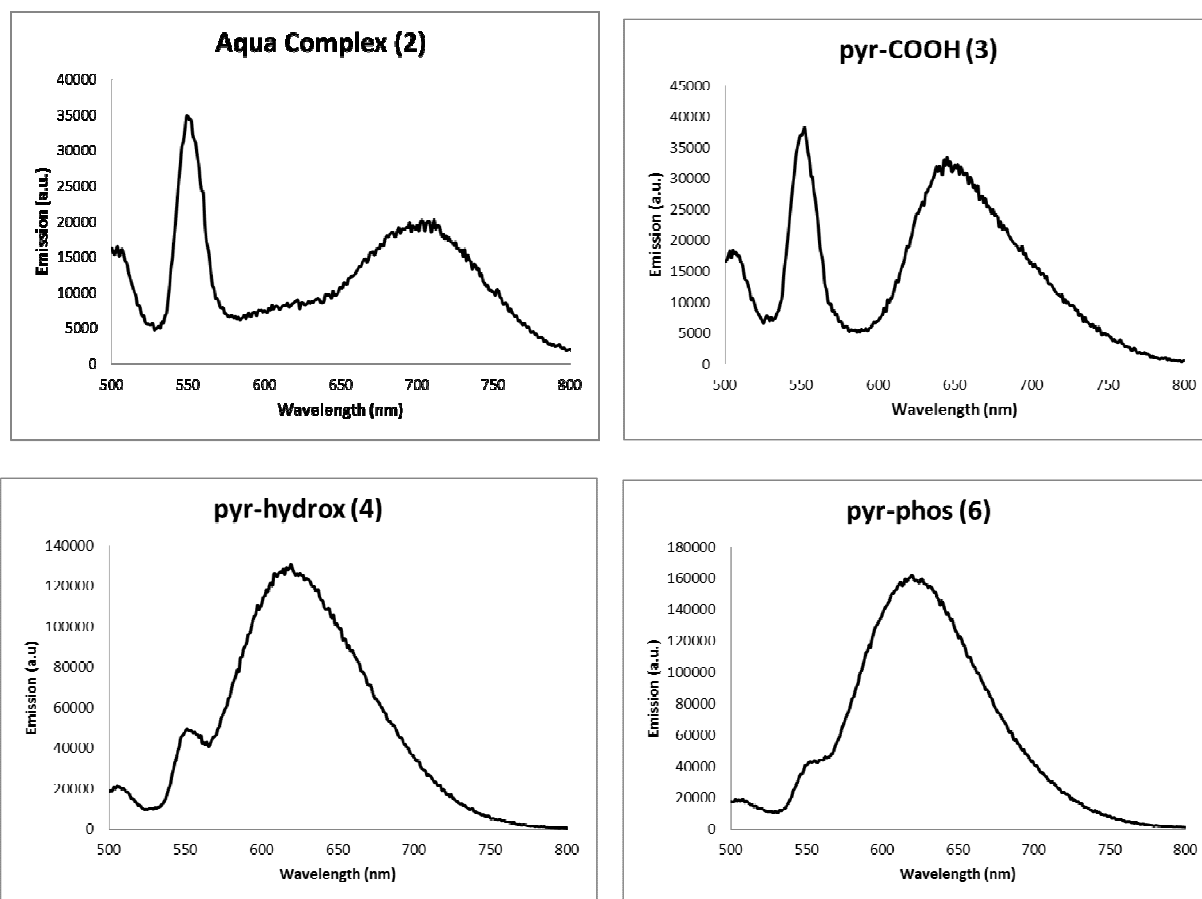 Aqua Complex (2)
40000
35000
30000
25000
20000
15000
10000
5000
0
Emission (a.u.)
500 550 600 650 700 750 800
Wavelength (nm)
pyr-COOH (3)
45000
40000
35000
30000
25000
20000
15000
10000
5000
0
Emission (a.u.)
500 550 600 650 700 750 800
Wavelength (nm)
pyr-hydrox (4)
140000
120000
100000
80000
60000
40000
20000
0
Emission (a.u)
500 550 600 650 700 750 800
Wavelength (nm)
pyr-phos (6)
180000
160000
140000
120000
100000
80000
60000
40000
20000
0
Emission (a.u.)
500 550 600 650 700 750 800
Wavelength (nm)